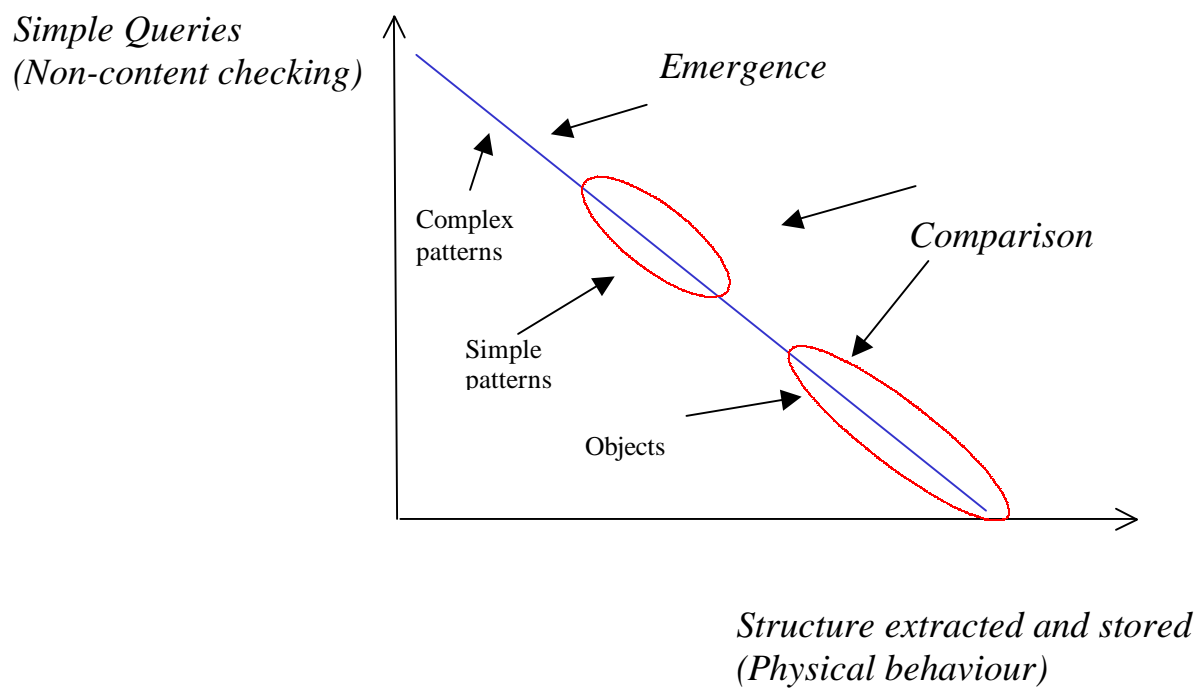 Simple Queries
(Non-content checking)
Emergence
Complex
patterns
Comparison
Simple
patterns
Objects
Structure extracted and stored
(Physical behaviour)